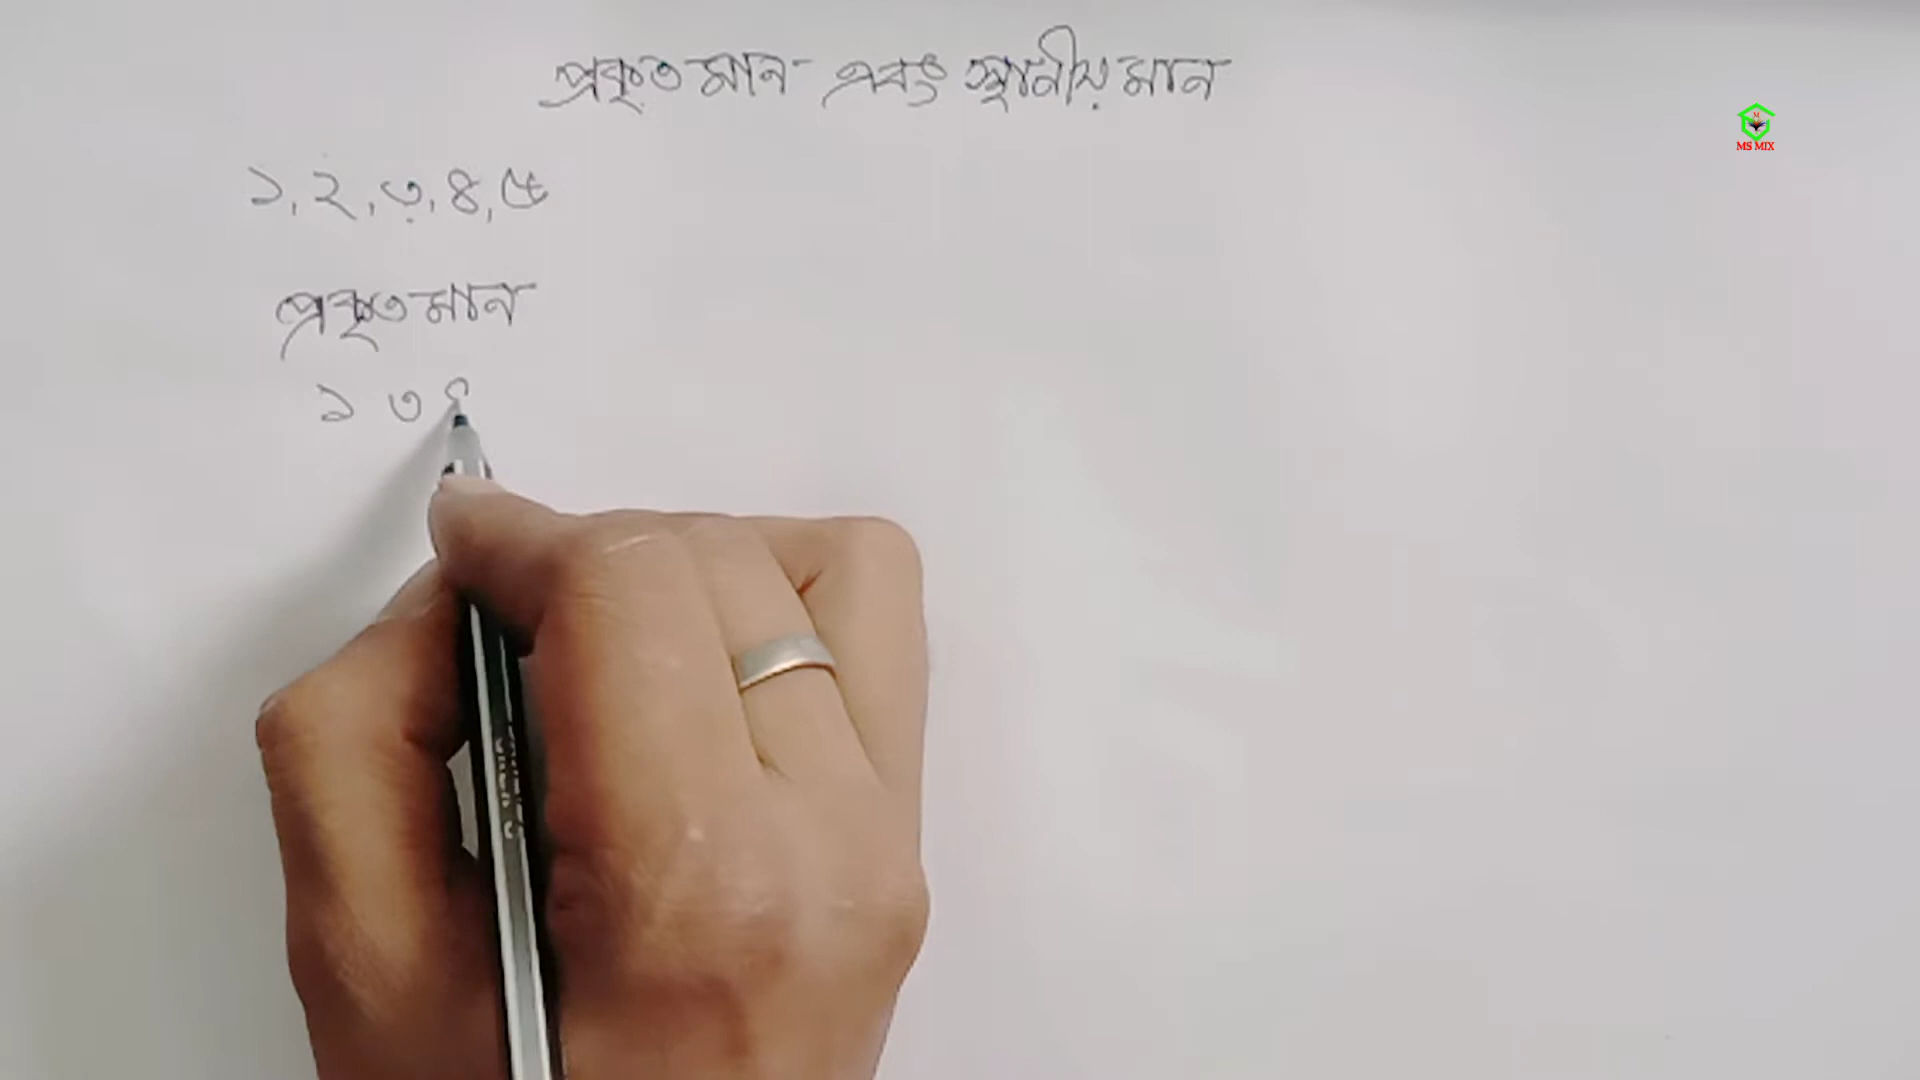 প্রকৃত মান এবং স্থানীয় মান
MS MIX
১, ২, ৩, ৪, ৫
প্রকৃত মান
১ ৩